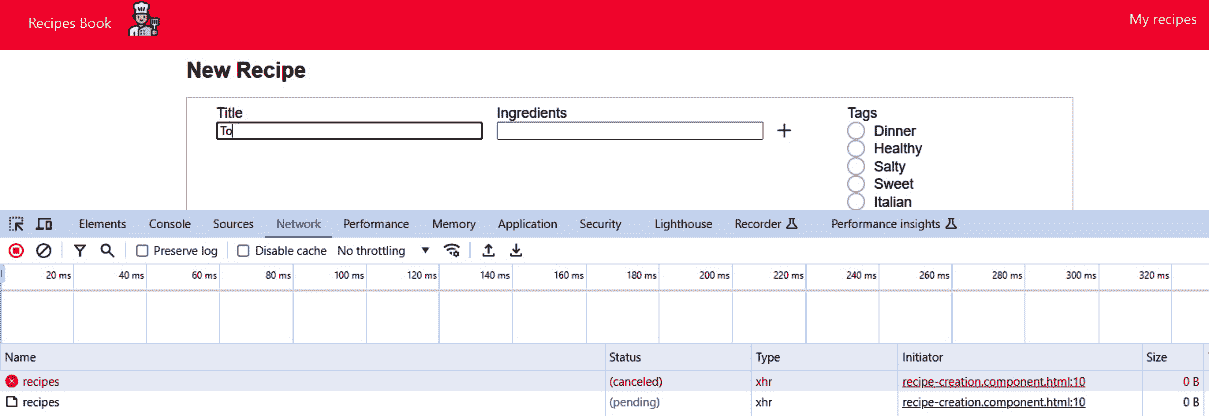 Recipes Book My recipes
New Recipe
Title Ingredients Tags
To + Dinner
Healthy
Salty
Sweet
Italian
Elements Console Sources Network Performance Memory Application Security Lighthouse Recorder Performance insights
Preserve log Disable cache No throttling
20 ms 40 ms 60 ms 80 ms 100 ms 120 ms 140 ms 160 ms 180 ms 200 ms 220 ms 240 ms 260 ms 280 ms 300 ms 320 ms
Name Status Type Initiator Size
recipes (canceled) xhr recipe-creation.component.html:10 0 B
recipes (pending) xhr recipe-creation.component.html:10 0 B